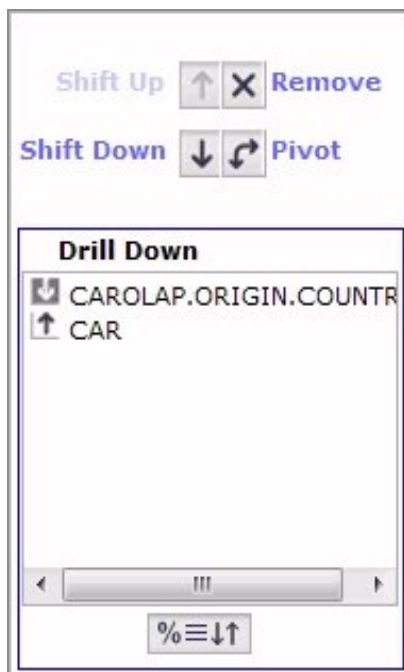 Shift Up Remove
Shift Down Pivot
Drill Down
CAROLAP.ORIGIN.COUNTR
CAR
%